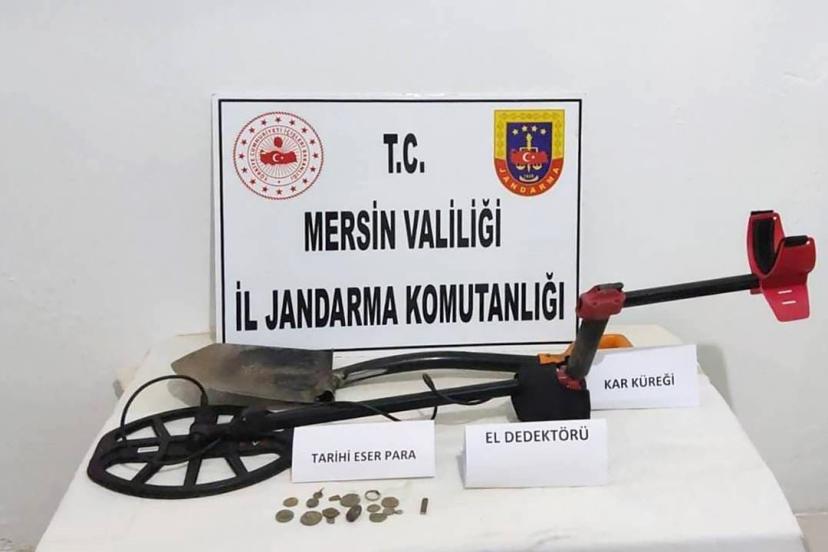 T.C.
MERSİN VALİLİĞİ
İL JANDARMA KOMUTANLIĞI
JANDARMA
KAR KÜREĞİ
EL DEDEKTÖRÜ
TARİHİ ESER PARA